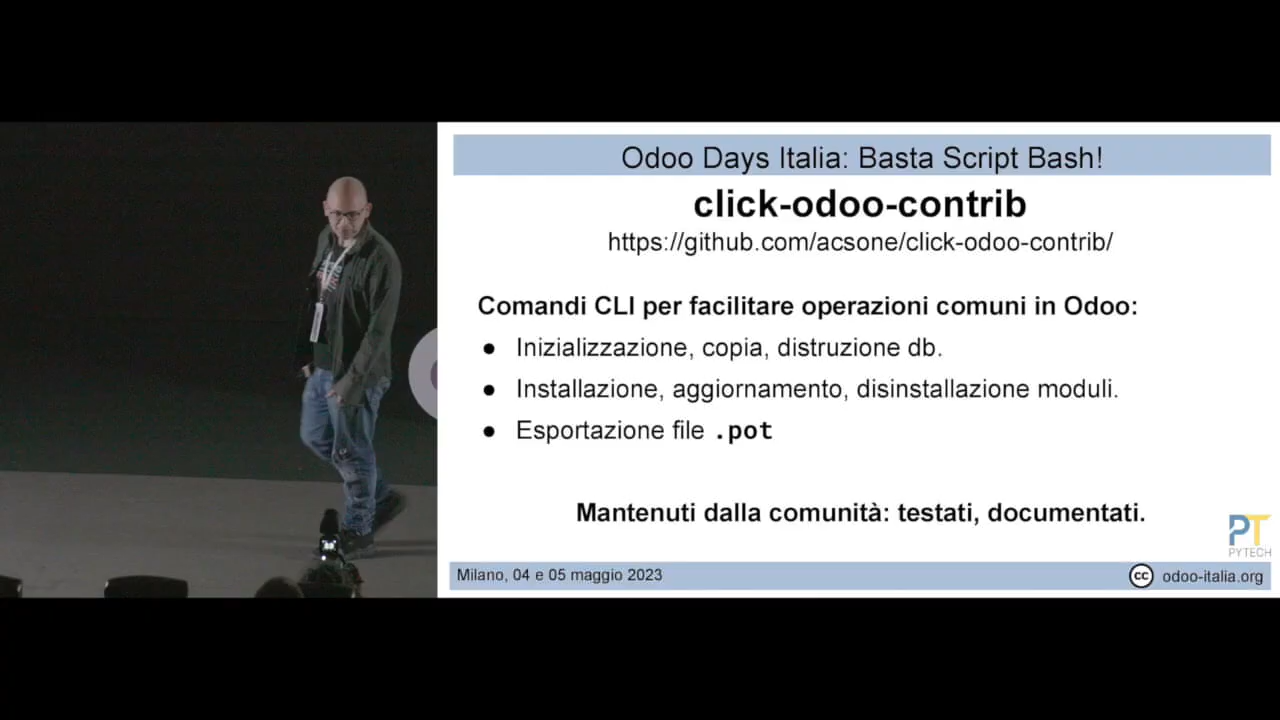 Odoo Days Italia: Basta Script Bash!
click-odoo-contrib
https://github.com/acsone/click-odoo-contrib/
Comandi CLI per facilitare operazioni comuni in Odoo:
● Inizializzazione, copia, distruzione db.
● Installazione, aggiornamento, disinstallazione moduli.
● Esportazione file .pot
Mantenuti dalla comunità: testati, documentati.
PT
PYTECH
Milano, 04 e 05 maggio 2023
cc odoo-italia.org